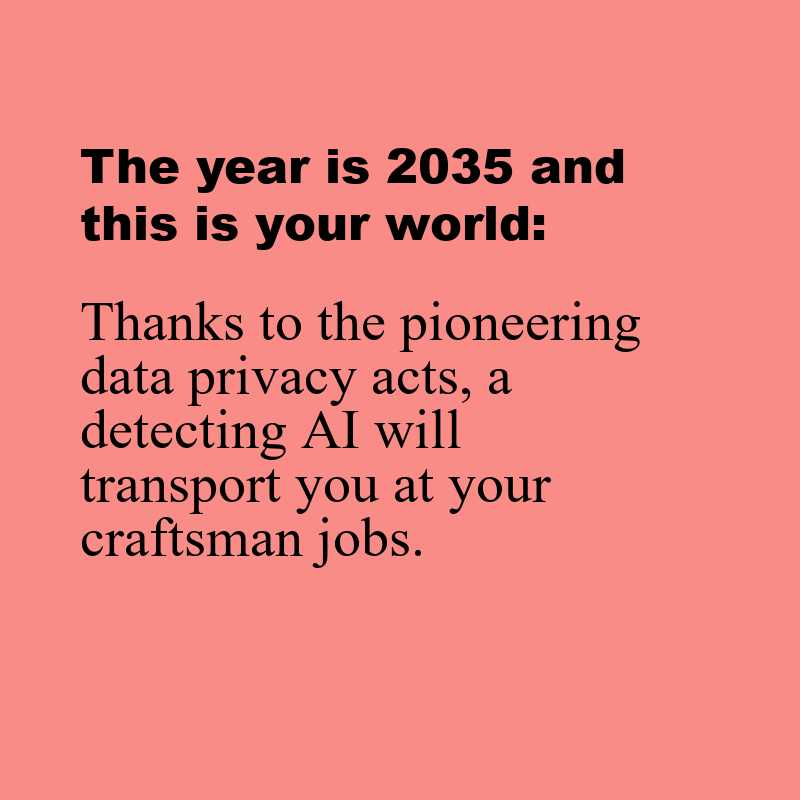 The year is 2035 and
this is your world:
Thanks to the pioneering
data privacy acts, a
detecting AI will
transport you at your
craftsman jobs.